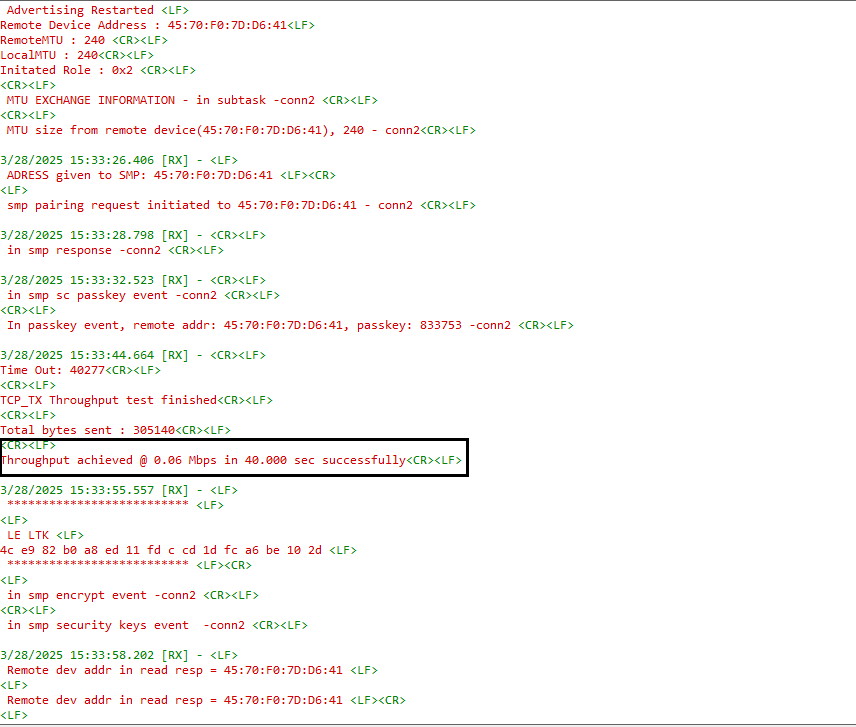 Advertising Restarted <LF>
Remote Device Address : 45:70:F0:7D:D6:41<LF>
RemoteMTU : 240 <CR><LF>
LocalMTU : 240<CR><LF>
Initated Role : 0x2 <CR><LF>
<CR><LF>
MTU EXCHANGE INFORMATION - in subtask -conn2 <CR><LF>
<CR><LF>
MTU size from remote device(45:70:F0:7D:D6:41), 240 - conn2<CR><LF>
3/28/2025 15:33:26.406 [RX] - <LF>
ADRESS given to SMP: 45:70:F0:7D:D6:41 <LF><CR>
<LF>
smp pairing request initiated to 45:70:F0:7D:D6:41 - conn2 <CR><LF>
3/28/2025 15:33:28.798 [RX] - <CR><LF>
in smp response -conn2 <CR><LF>
3/28/2025 15:33:32.523 [RX] - <CR><LF>
in smp sc passkey event -conn2 <CR><LF>
<CR><LF>
In passkey event, remote addr: 45:70:F0:7D:D6:41, passkey: 833753 -conn2 <CR><LF>
3/28/2025 15:33:44.664 [RX] - <CR><LF>
Time Out: 40277<CR><LF>
<CR><LF>
TCP_TX Throughput test finished<CR><LF>
<CR><LF>
Total bytes sent : 305140<CR><LF>
<CR><LF>
Throughput achieved @ 0.06 Mbps in 40.000 sec successfully<CR><LF>
3/28/2025 15:33:55.557 [RX] - <LF>
************************** <LF>
<LF>
LE LTK <LF>
4c e9 82 b0 a8 ed 11 fd c cd 1d fc a6 be 10 2d <LF>
************************** <LF><CR>
<LF>
in smp encrypt event -conn2 <CR><LF>
<CR><LF>
in smp security keys event  -conn2 <CR><LF>
3/28/2025 15:33:58.202 [RX] - <LF>
Remote dev addr in read resp = 45:70:F0:7D:D6:41 <LF>
<LF>
Remote dev addr in read resp = 45:70:F0:7D:D6:41 <LF><CR>
<LF>